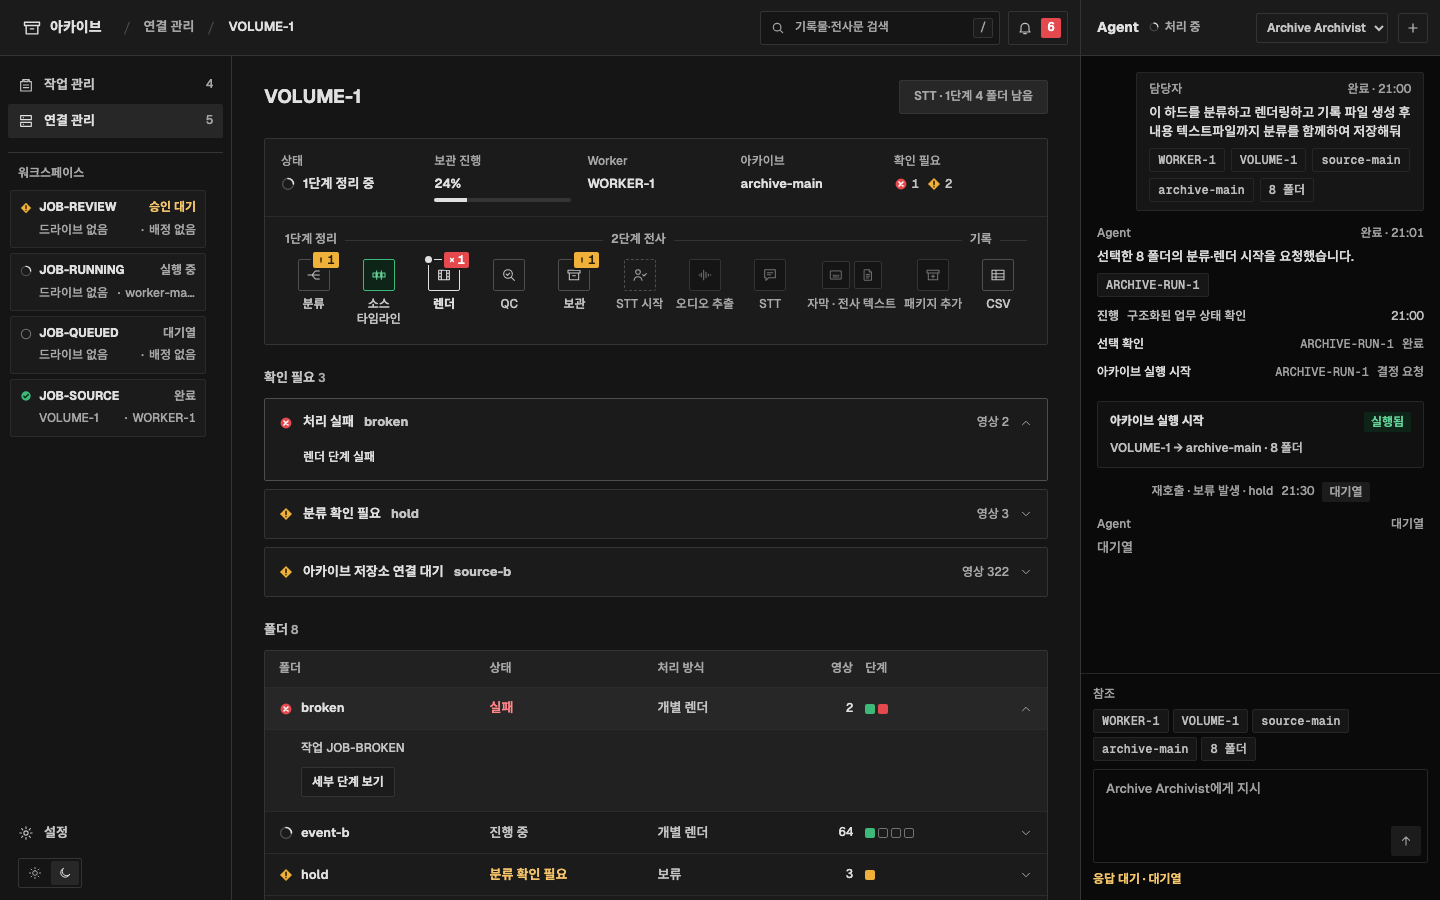 아카이브 / 연결 관리 / VOLUME-1
기록물·전사문 검색 /
6
Agent 처리 중
Archive Archivist
작업 관리 4
연결 관리 5
워크스페이스
JOB-REVIEW 승인 대기
드라이브 없음 · 배정 없음
JOB-RUNNING 실행 중
드라이브 없음 · worker-ma…
JOB-QUEUED 대기열
드라이브 없음 · 배정 없음
JOB-SOURCE 완료
VOLUME-1 · WORKER-1
설정
VOLUME-1
STT · 1단계 4 폴더 남음
상태 보관 진행 Worker 아카이브 확인 필요
1단계 정리 중 24% WORKER-1 archive-main 1 2
1단계 정리 2단계 전사 기록
1 1 1
분류 소스 렌더 QC 보관 STT 시작 오디오 추출 STT 자막·전사 텍스트 패키지 추가 CSV
타임라인
확인 필요 3
처리 실패 broken 영상 2
렌더 단계 실패
분류 확인 필요 hold 영상 3
아카이브 저장소 연결 대기 source-b 영상 322
폴더 8
폴더 상태 처리 방식 영상 단계
broken 실패 개별 렌더 2
작업 JOB-BROKEN
세부 단계 보기
event-b 진행 중 개별 렌더 64
hold 분류 확인 필요 보류 3
담당자 완료 · 21:00
이 하드를 분류하고 렌더링하고 기록 파일 생성 후
내용 텍스트파일까지 분류를 함께하여 저장해둬
WORKER-1 VOLUME-1 source-main
archive-main 8 폴더
Agent 완료 · 21:01
선택한 8 폴더의 분류·렌더 시작을 요청했습니다.
ARCHIVE-RUN-1
진행 구조화된 업무 상태 확인 21:00
선택 확인 ARCHIVE-RUN-1 완료
아카이브 실행 시작 ARCHIVE-RUN-1 결정 요청
아카이브 실행 시작 실행됨
VOLUME-1 → archive-main · 8 폴더
재호출 · 보류 발생 · hold 21:30 대기열
Agent 대기열
대기열
참조
WORKER-1 VOLUME-1 source-main
archive-main 8 폴더
Archive Archivist에게 지시
응답 대기 · 대기열